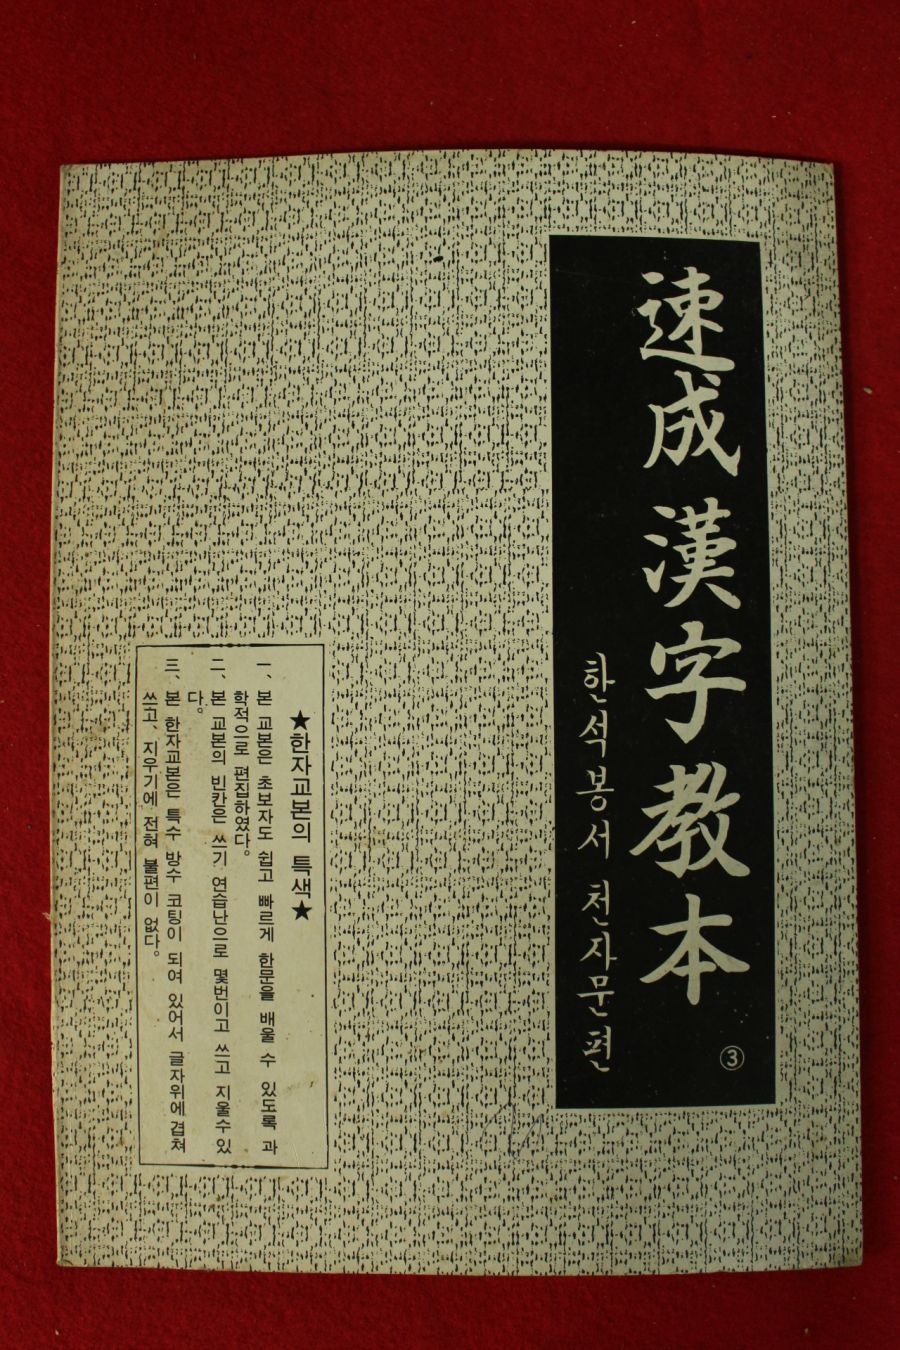 速成漢字教本
③
한석봉서 천자문편
★한자교본의 특색★
一、본 교본은 초보자도 쉽고 빠르게 한문을 배울 수 있도록 과
학적으로 편집하였다。
二、본 교본의 빈칸은 쓰기 연습난으로 몇번이고 쓰고 지울수있
다。
三、본 한자교본은 특수 방수 코팅이 되여 있어서 글자위에겹쳐
쓰고、지우기에 전혀 불편이 없다。